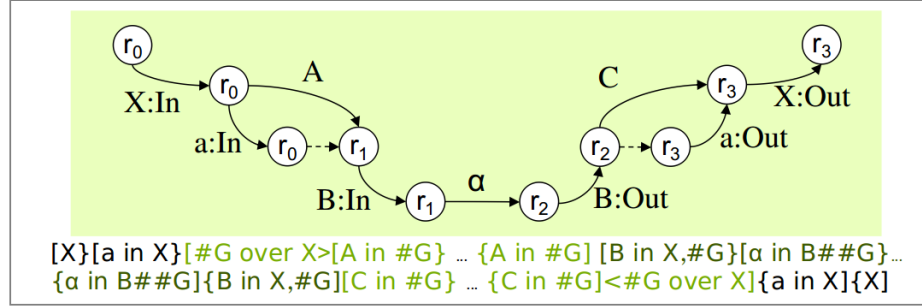 r0
r3
A
C
r0
r3
X:In
X:Out
a:In
r0
r1
r2
r3
a:Out
B:In
α
B:Out
r1
r2
[X}[a in X}[#G over X>[A in #G} ... {A in #G] [B in X,#G}[α in B##G}...
{α in B##G]{B in X,#G][C in #G} ... {C in #G]<#G over X]{a in X]{X]